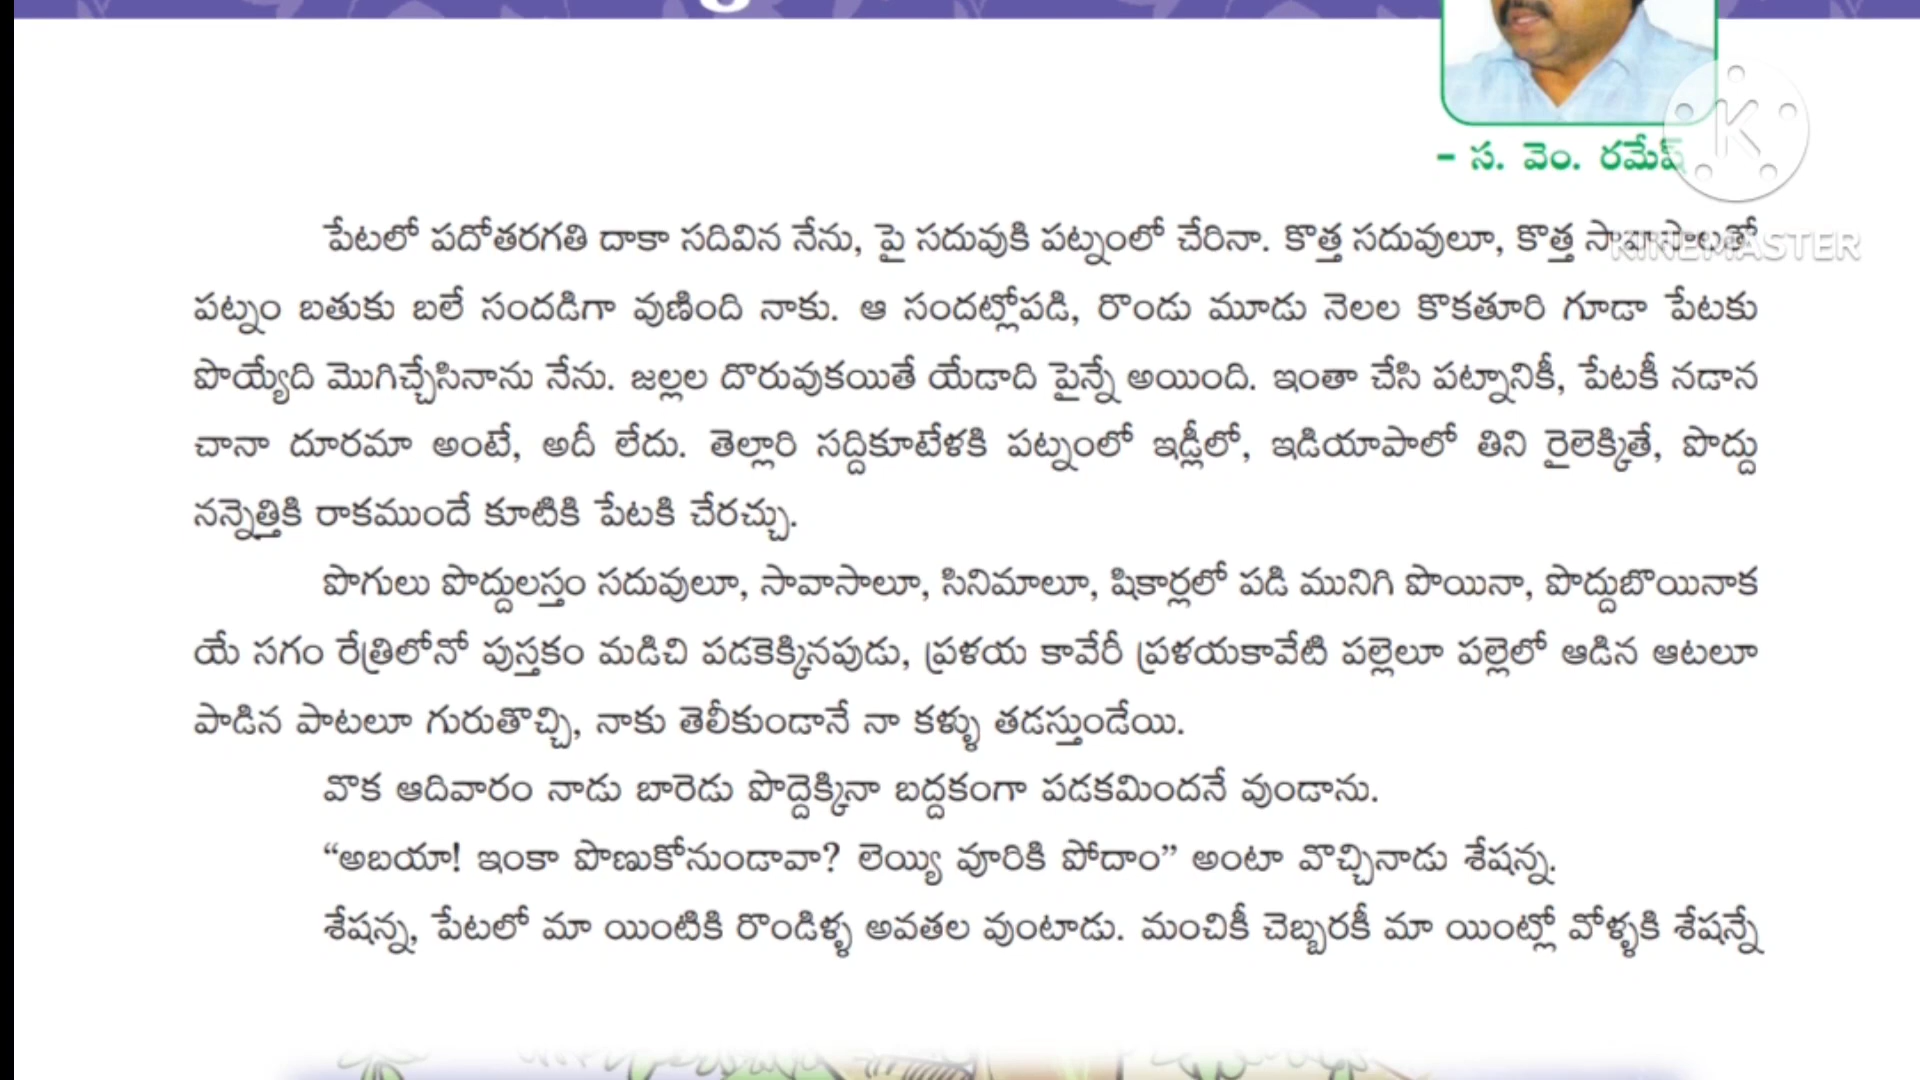 - స. వెం. రమేష్
KINEMASTER
పేటలో పదోతరగతి దాకా సదివిన నేను, పై సదువుకి పట్నంలో చేరినా. కొత్త సదువులూ, కొత్త సావాసాలతో
పట్నం బతుకు బలే సందడిగా వుణింది నాకు. ఆ సందట్లోపడి, రొండు మూడు నెలల కొకతూరి గూడా పేటకు
పొయ్యేది మొగిచ్చేసినాను నేను. జల్లల దొరువుకయితే యేడాది పైన్నే అయింది. ఇంతా చేసి పట్నానికీ, పేటకీ నడాన
చానా దూరమా అంటే, అదీ లేదు. తెల్లారి సద్దికూటేళకి పట్నంలో ఇడ్లీలో, ఇడియాపాలో తిని రైలెక్కితే, పొద్దు
నన్నెత్తికి రాకముందే కూటికి పేటకి చేరచ్చు.
పొగులు పొద్దులస్తం సదువులూ, సావాసాలూ, సినిమాలూ, షికార్లలో పడి మునిగి పొయినా, పొద్దుబొయినాక
యే సగం రేత్రిలోనో పుస్తకం మడిచి పడకెక్కినపుడు, ప్రళయ కావేరీ ప్రళయకావేటి పల్లెలూ పల్లెలో ఆడిన ఆటలూ
పాడిన పాటలూ గురుతొచ్చి, నాకు తెలీకుండానే నా కళ్ళు తడస్తుండేయి.
వొక ఆదివారం నాడు బారెడు పొద్దెక్కినా బద్దకంగా పడకమిందనే వుండాను.
“అబయా! ఇంకా పొణుకోనుండావా? లెయ్యి వూరికి పోదాం” అంటా వొచ్చినాడు శేషన్న.
శేషన్న, పేటలో మా యింటికి రొండిళ్ళ అవతల వుంటాడు. మంచికీ చెబ్బరకీ మా యింట్లో వోళ్ళకి శేషన్నే